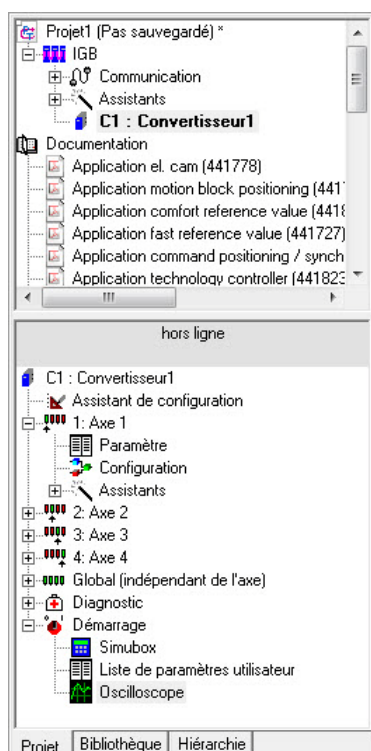 Projet1 (Pas sauvegardé) *
IGB
Communication
Assistants
C1 : Convertisseur1
Documentation
Application el. cam (441778)
Application motion block positioning (441
Application comfort reference value (4418
Application fast reference value (441727)
Application command positioning / synch
Application technology controller (441823
hors ligne
C1 : Convertisseur1
Assistant de configuration
1: Axe 1
Paramètre
Configuration
Assistants
2: Axe 2
3: Axe 3
4: Axe 4
Global (indépendant de l'axe)
Diagnostic
Démarrage
Simubox
Liste de paramètres utilisateur
Oscilloscope
Projet Bibliothèque Hiérarchie